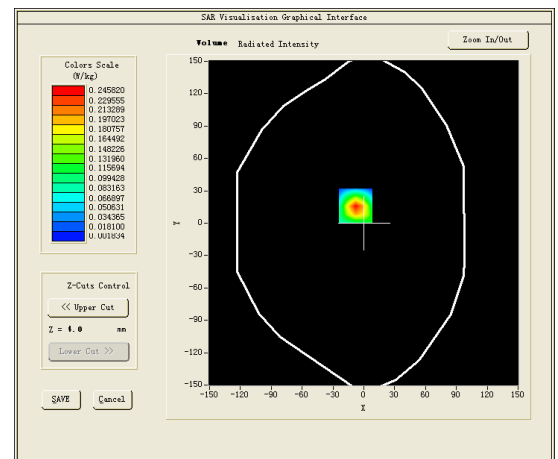 SAR Visualisation Graphical Interface
Volume Radiated Intensity
Zoom In/Out
Colors Scale
(W/kg)
0.245820
0.229555
0.213289
0.197023
0.180757
0.164492
0.148226
0.131960
0.115694
0.099428
0.083163
0.066897
0.050631
0.034365
0.018100
0.001834
Z-Cuts Control
<< Upper Cut
Z = 4.0 mm
Lower Cut >>
SAVE
Cancel
150
120
90
60
30
0
-30
-60
-90
-120
-150
Y
-150 -120 -90 -60 -30 0 30 60 90 120 150
X